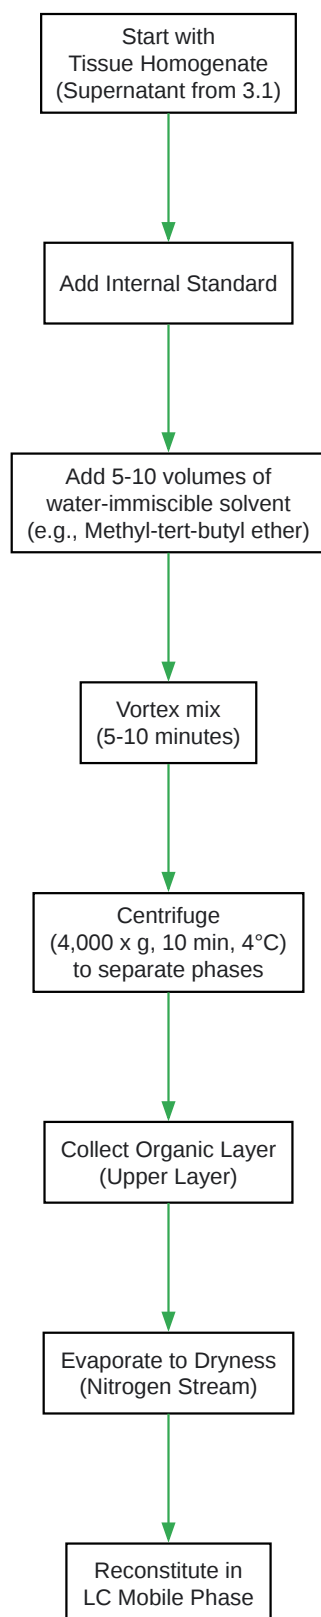 Start with
Tissue Homogenate
(Supernatant from 3.1)
Add Internal Standard
Add 5-10 volumes of
water-immiscible solvent
(e.g., Methyl-tert-butyl ether)
Vortex mix
(5-10 minutes)
Centrifuge
(4,000 x g, 10 min, 4°C)
to separate phases
Collect Organic Layer
(Upper Layer)
Evaporate to Dryness
(Nitrogen Stream)
Reconstitute in
LC Mobile Phase